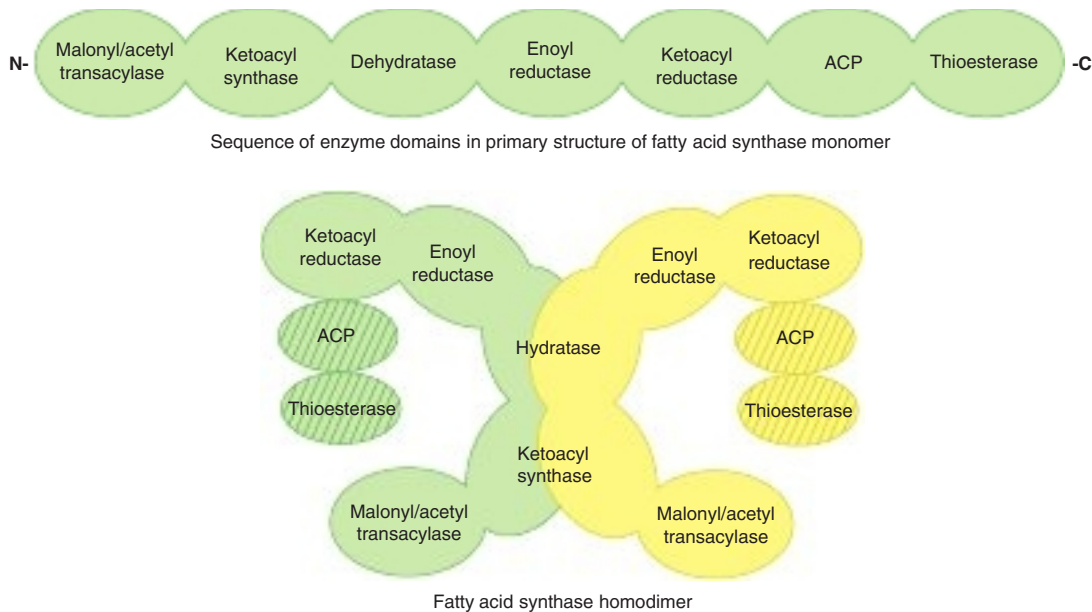 N-
Malonyl/acetyl
transacylase
Ketoacyl
synthase
Dehydratase
Enoyl
reductase
Ketoacyl
reductase
ACP
Thioesterase
-C
Sequence of enzyme domains in primary structure of fatty acid synthase monomer
Ketoacyl
reductase
Enoyl
reductase
Enoyl
reductase
Ketoacyl
reductase
ACP
Hydratase
ACP
Thioesterase
Thioesterase
Ketoacyl
synthase
Malonyl/acetyl
transacylase
Malonyl/acetyl
transacylase
Fatty acid synthase homodimer